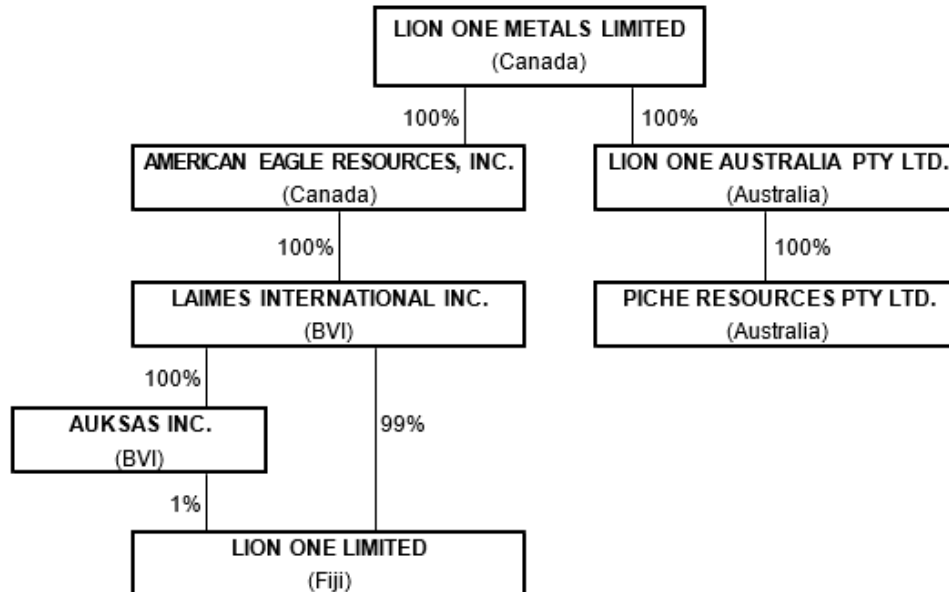 LION ONE METALS LIMITED
(Canada)
100%
100%
AMERICAN EAGLE RESOURCES, INC.
(Canada)
LION ONE AUSTRALIA PTY LTD.
(Australia)
100%
100%
LAIMES INTERNATIONAL INC.
(BVI)
PICHE RESOURCES PTY LTD.
(Australia)
100%
99%
AUKSAS INC.
(BVI)
1%
LION ONE LIMITED
(Fiji)